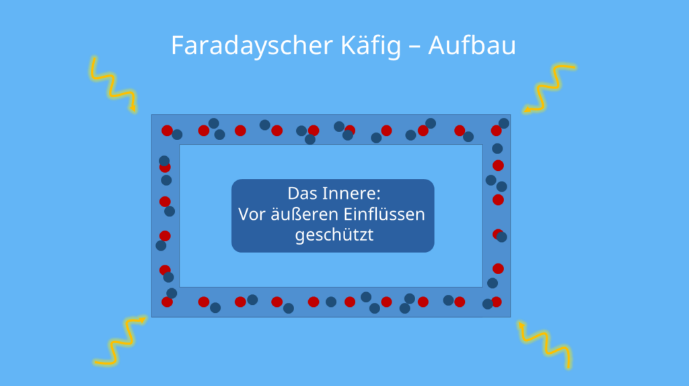 Faradayscher Käfig – Aufbau
Das Innere:
Vor äußeren Einflüssen
geschützt